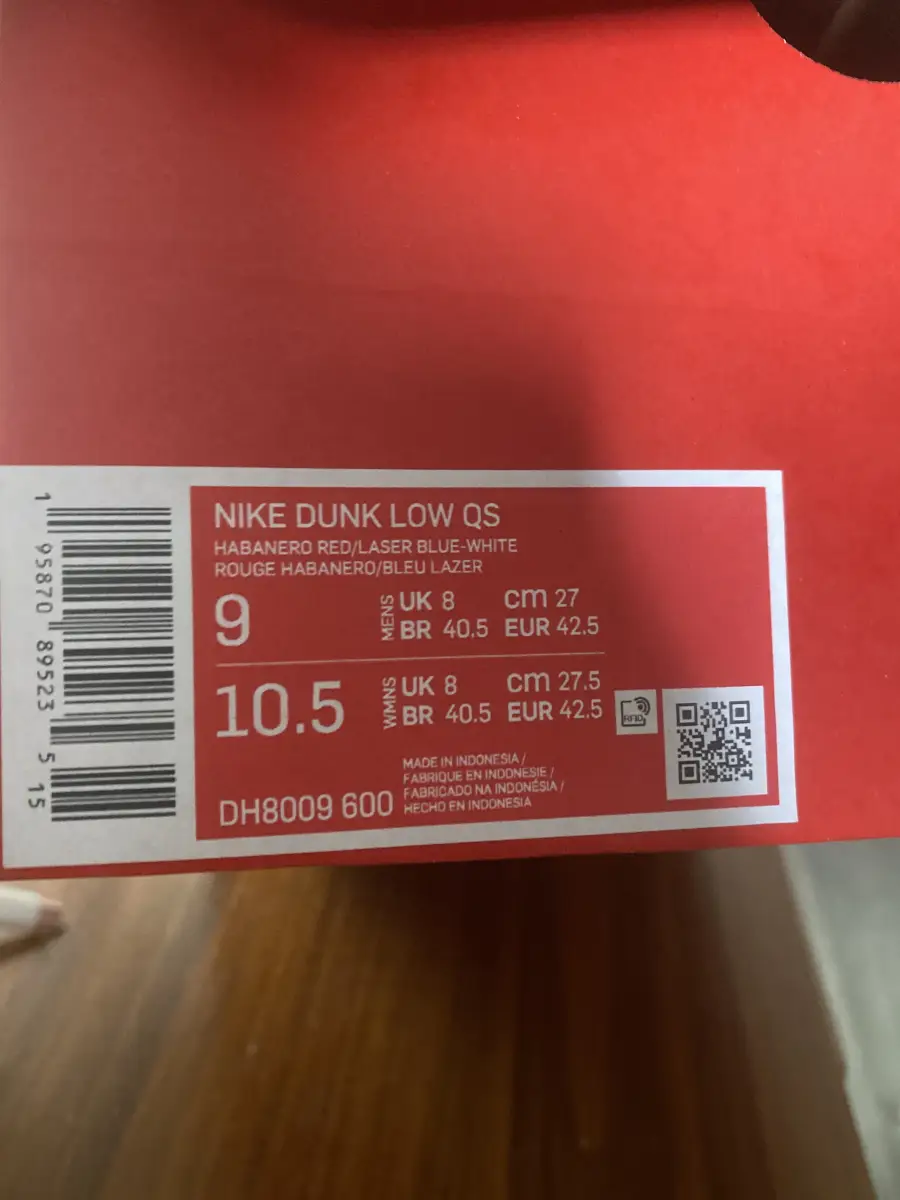 NIKE DUNK LOW QS
HABANERO RED/LASER BLUE-WHITE
ROUGE HABANERO/BLEU LAZER
9 MENS UK 8 cm 27
BR 40.5 EUR 42.5
10.5 WMNS UK 8 cm 27.5
BR 40.5 EUR 42.5
RFID
MADE IN INDONESIA /
FABRIQUE EN INDONESIE /
FABRICADO NA INDONÉSIA /
HECHO EN INDONESIA
DH8009 600
1 95870 89523 5 15